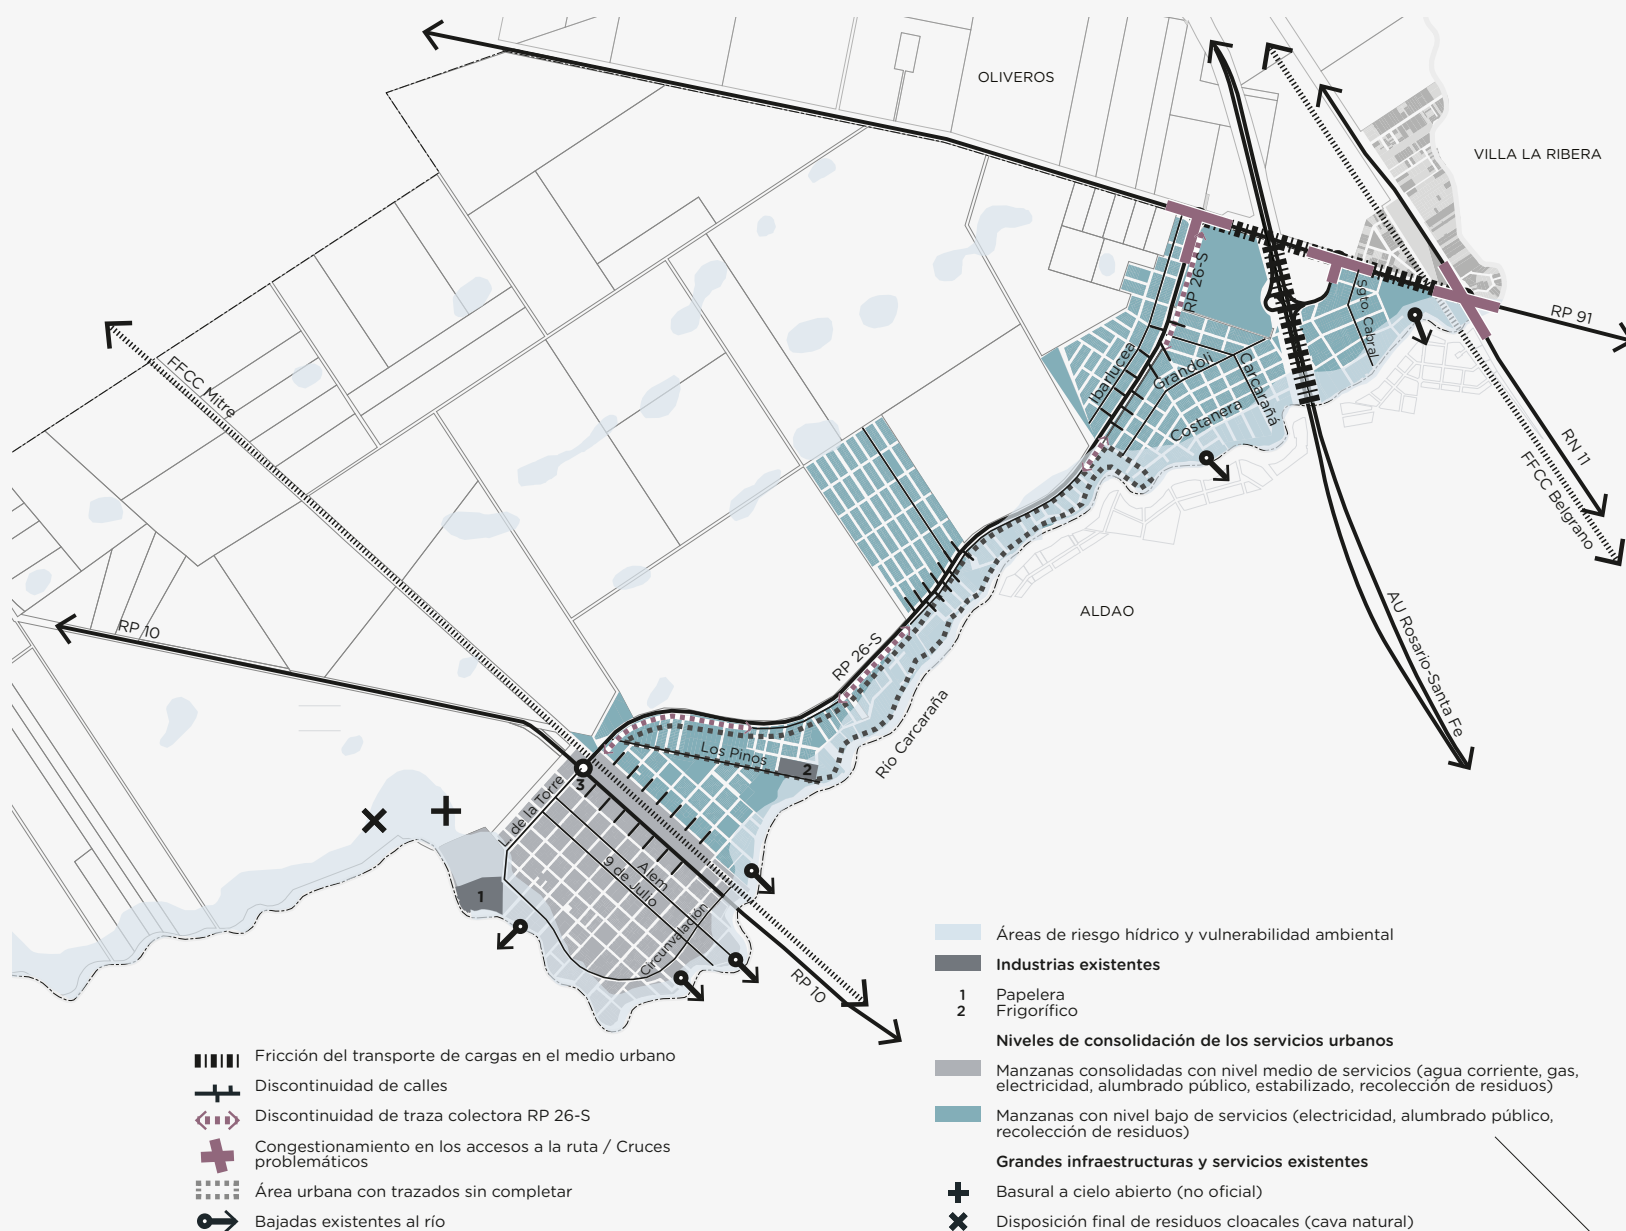 OLIVEROS
VILLA LA RIBERA
RP 26-S
Sgto. Cabral
RP 91
FFCC Mitre
Ibarlucea
Grandoli
Carcarañá
Costanera
RN 11
FFCC Belgrano
RP 10
ALDAO
AU Rosario-Santa Fe
RP 26-S
Río Carcaraña
Los Pinos
2
3
L. de la Torre
Alem
9 de Julio
1
Circunvalación
RP 10
Fricción del transporte de cargas en el medio urbano
Discontinuidad de calles
Discontinuidad de traza colectora RP 26-S
Congestionamiento en los accesos a la ruta / Cruces
problemáticos
Área urbana con trazados sin completar
Bajadas existentes al río
Áreas de riesgo hídrico y vulnerabilidad ambiental
Industrias existentes
1 Papelera
2 Frigorífico
Niveles de consolidación de los servicios urbanos
Manzanas consolidadas con nivel medio de servicios (agua corriente, gas,
electricidad, alumbrado público, estabilizado, recolección de residuos)
Manzanas con nivel bajo de servicios (electricidad, alumbrado público,
recolección de residuos)
Grandes infraestructuras y servicios existentes
Basural a cielo abierto (no oficial)
Disposición final de residuos cloacales (cava natural)